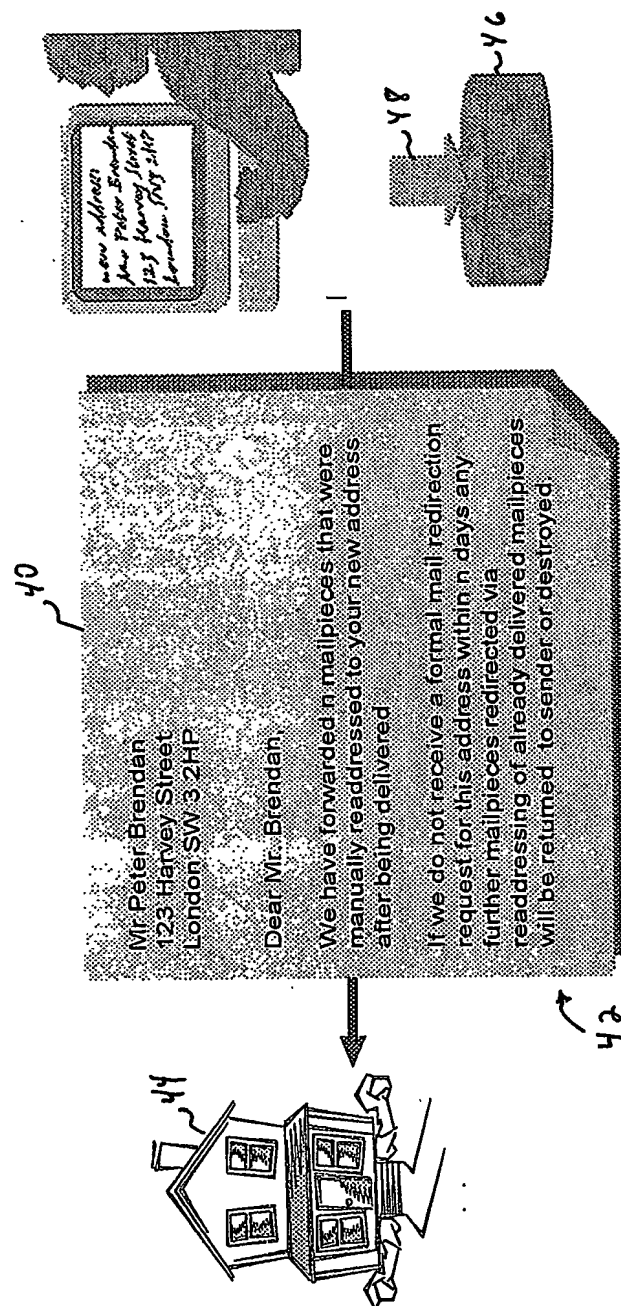 new address
Mr Peter Brendan
123 Harvey Street
London SW3 2HP
48
46
40
Mr. Peter Brendan
123 Harvey Street
London SW 3 2HP
Dear Mr. Brendan,
We have forwarded n mailpieces that were
manually readdressed to your new address
after being delivered
If we do not receive a formal mail redirection
request for this address within n days any
further mailpieces redirected via
readdressing of already delivered mailpieces
will be returned to sender or destroyed
42
44